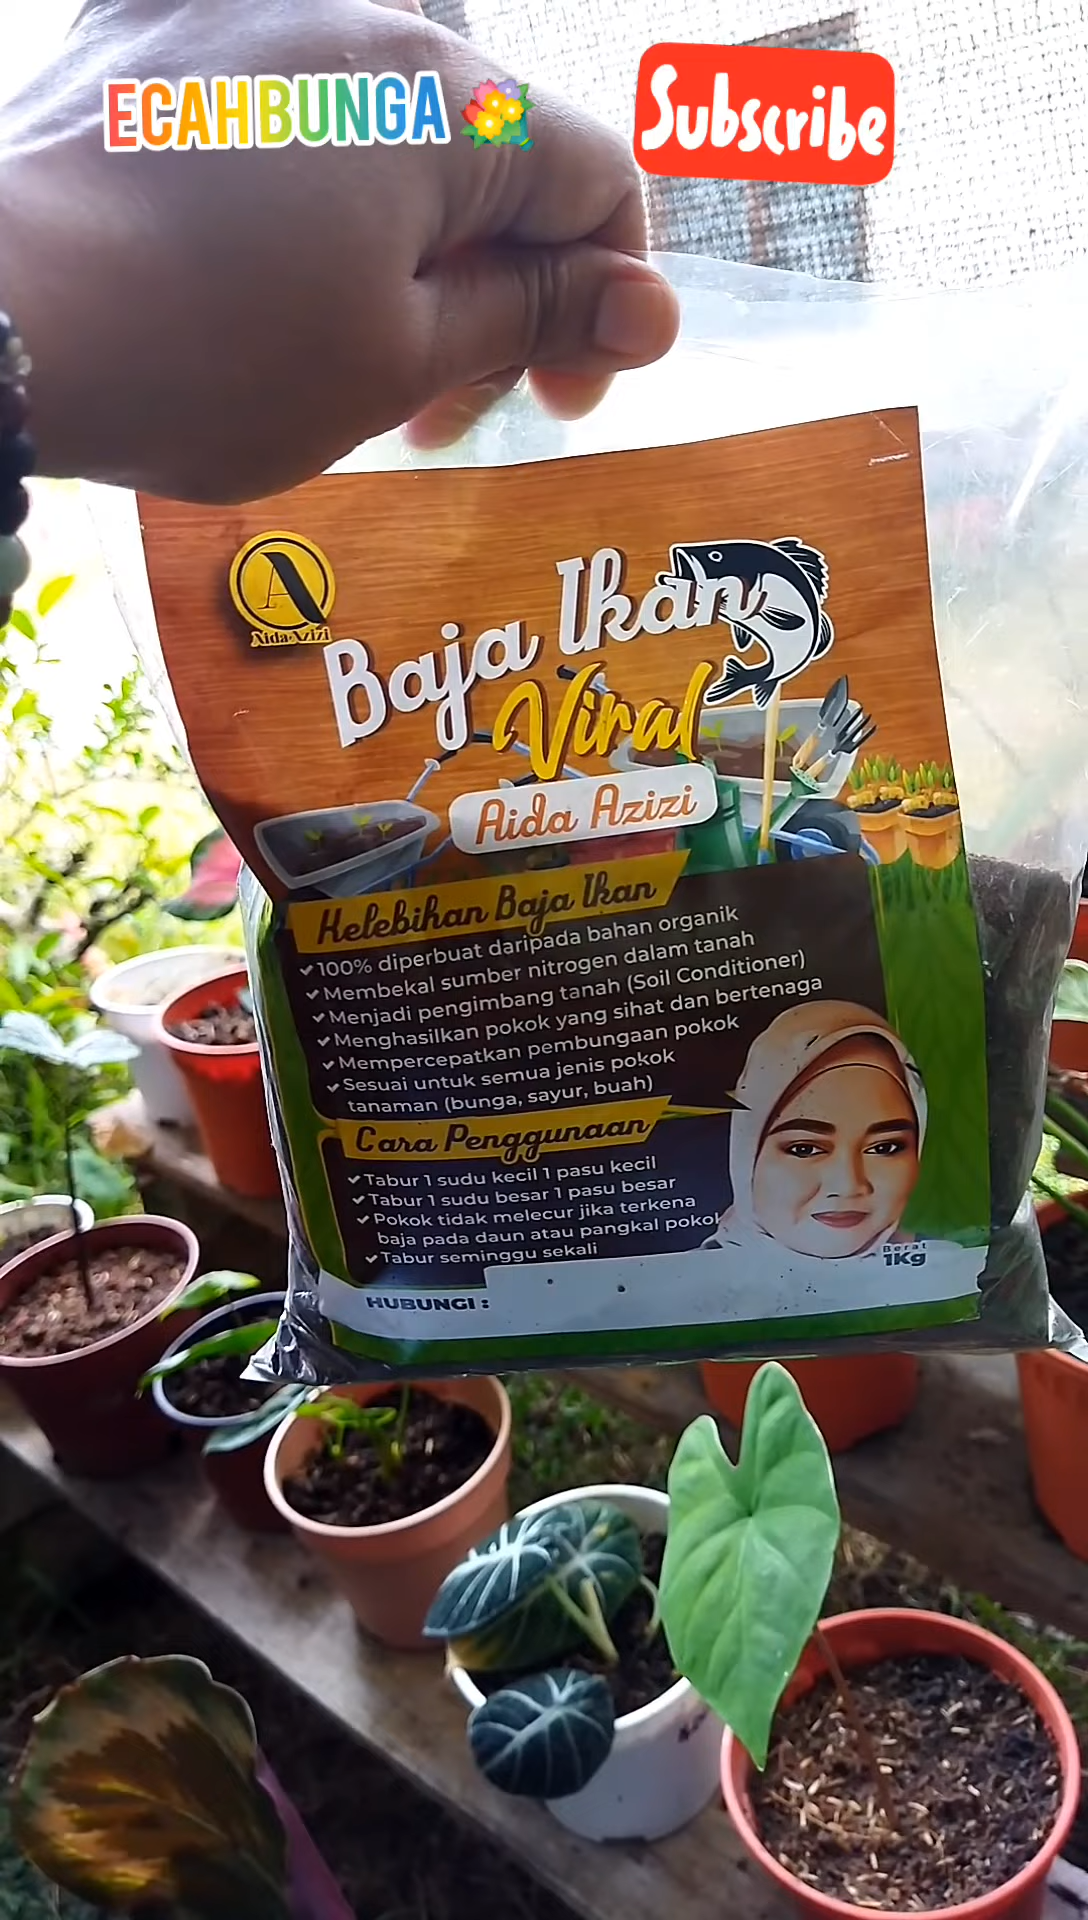 ECAHBUNGA
Subscribe
A
Aida Azizi
Baja Ikan
Viral
Aida Azizi
Kelebihan Baja Ikan
100% diperbuat daripada bahan organik
Membekal sumber nitrogen dalam tanah
Menjadi pengimbang tanah (Soil Conditioner)
Menghasilkan pokok yang sihat dan bertenaga
Mempercepatkan pembungaan pokok
Sesuai untuk semua jenis pokok
tanaman (bunga, sayur, buah)
Cara Penggunaan
Tabur 1 sudu kecil 1 pasu kecil
Tabur 1 sudu besar 1 pasu besar
Pokok tidak melecur jika terkena
baja pada daun atau pangkal pokok
Tabur seminggu sekali
Berat
1Kg
HUBUNGI :